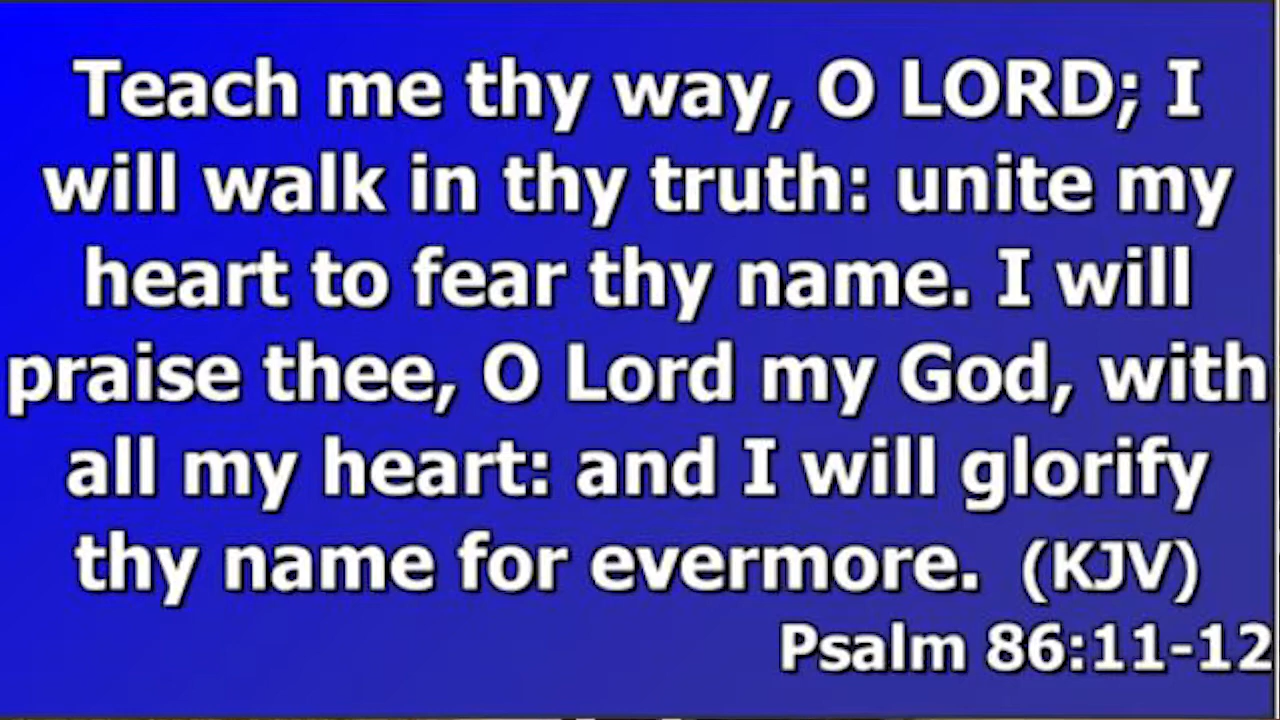 Teach me thy way, O LORD; I
will walk in thy truth: unite my
heart to fear thy name. I will
praise thee, O Lord my God, with
all my heart: and I will glorify
thy name for evermore. (KJV)
Psalm 86:11-12